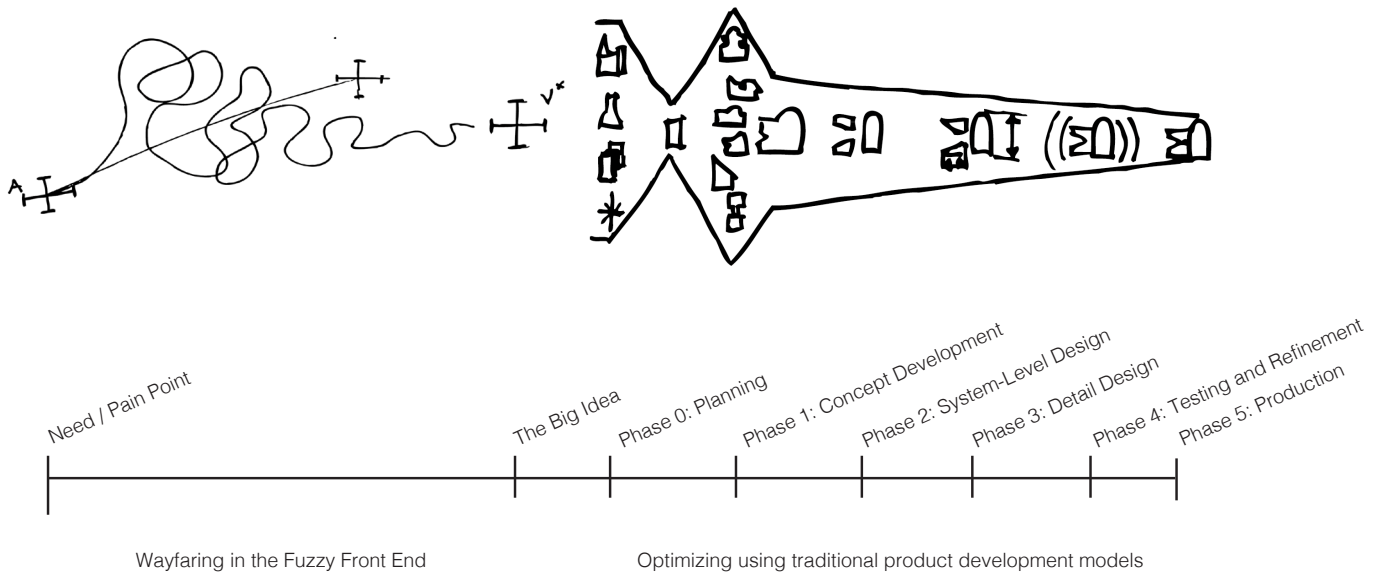 A
V*
Need / Pain Point
The Big Idea
Phase 0: Planning
Phase 1: Concept Development
Phase 2: System-Level Design
Phase 3: Detail Design
Phase 4: Testing and Refinement
Phase 5: Production
Wayfaring in the Fuzzy Front End
Optimizing using traditional product development models